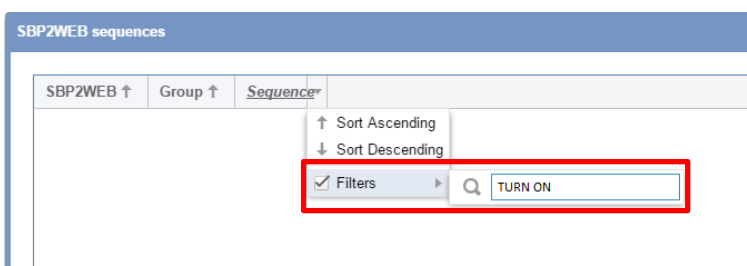 SBP2WEB sequences
SBP2WEB Group Sequence
Sort Ascending
Sort Descending
Filters TURN ON